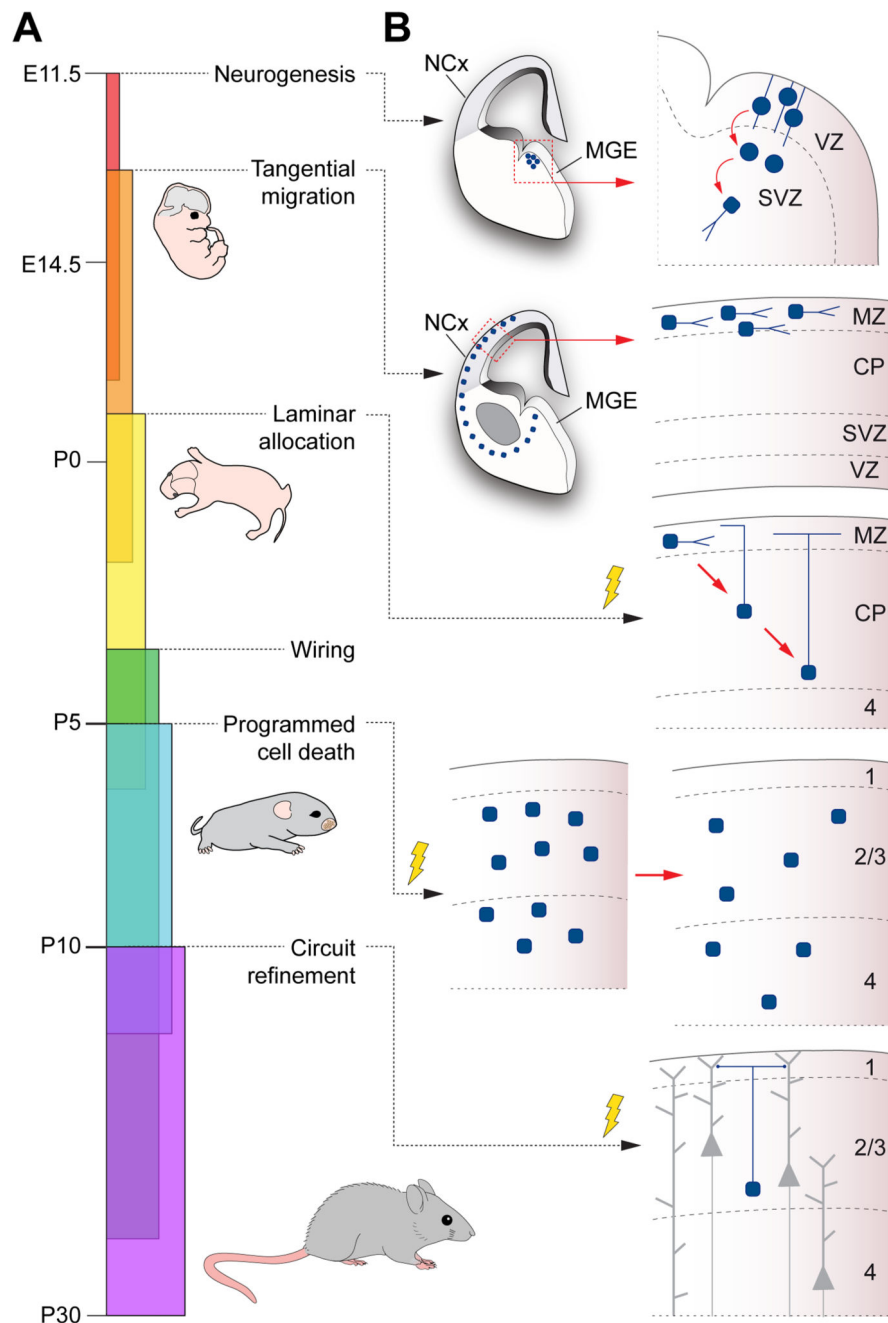 A
B
E11.5
Neurogenesis
Tangential
migration
E14.5
Laminar
allocation
P0
Wiring
P5
Programmed
cell death
P10
Circuit
refinement
P30
NCx
MGE
VZ
SVZ
NCx
MGE
MZ
CP
SVZ
VZ
MZ
CP
4
1
2/3
4
1
2/3
4